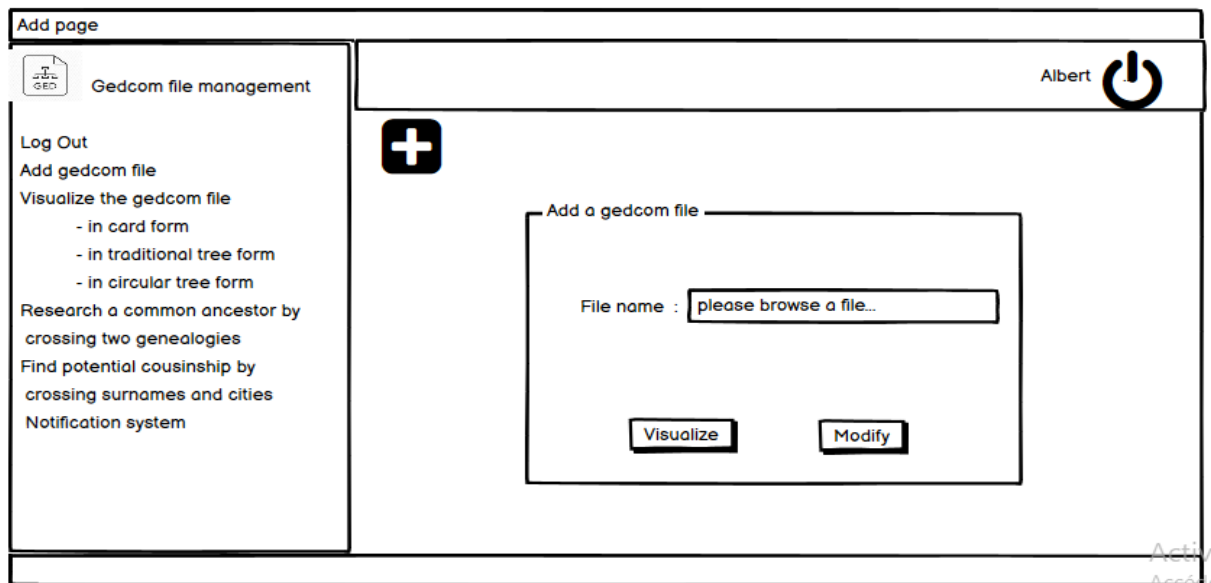 Add page
GED
Gedcom file management
Albert
Log Out
Add gedcom file
Visualize the gedcom file
- in card form
- in traditional tree form
- in circular tree form
Research a common ancestor by
crossing two genealogies
Find potential cousinship by
crossing surnames and cities
Notification system
Add a gedcom file
File name : please browse a file...
Visualize
Modify